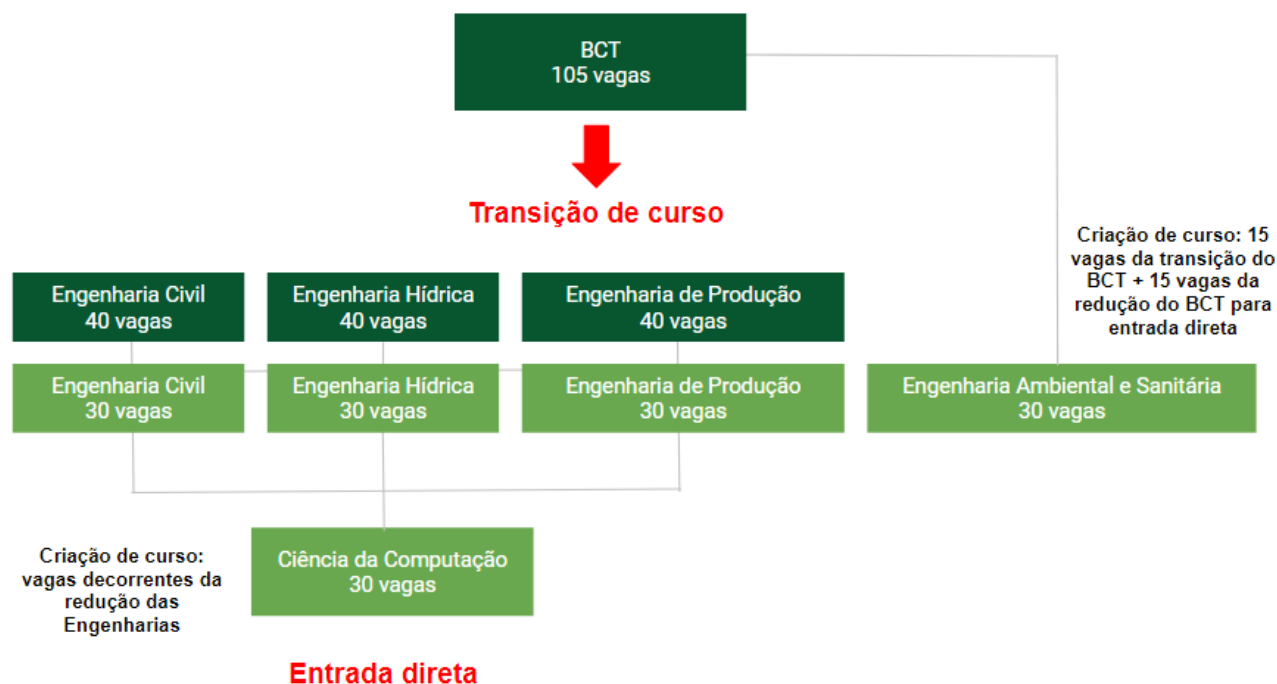 BCT
105 vagas
Transição de curso
Criação de curso: 15
vagas da transição do
BCT + 15 vagas da
redução do BCT para
entrada direta
Engenharia Civil
40 vagas
Engenharia Hídrica
40 vagas
Engenharia de Produção
40 vagas
Engenharia Civil
30 vagas
Engenharia Hídrica
30 vagas
Engenharia de Produção
30 vagas
Engenharia Ambiental e Sanitária
30 vagas
Criação de curso:
vagas decorrentes da
redução das
Engenharias
Ciência da Computação
30 vagas
Entrada direta